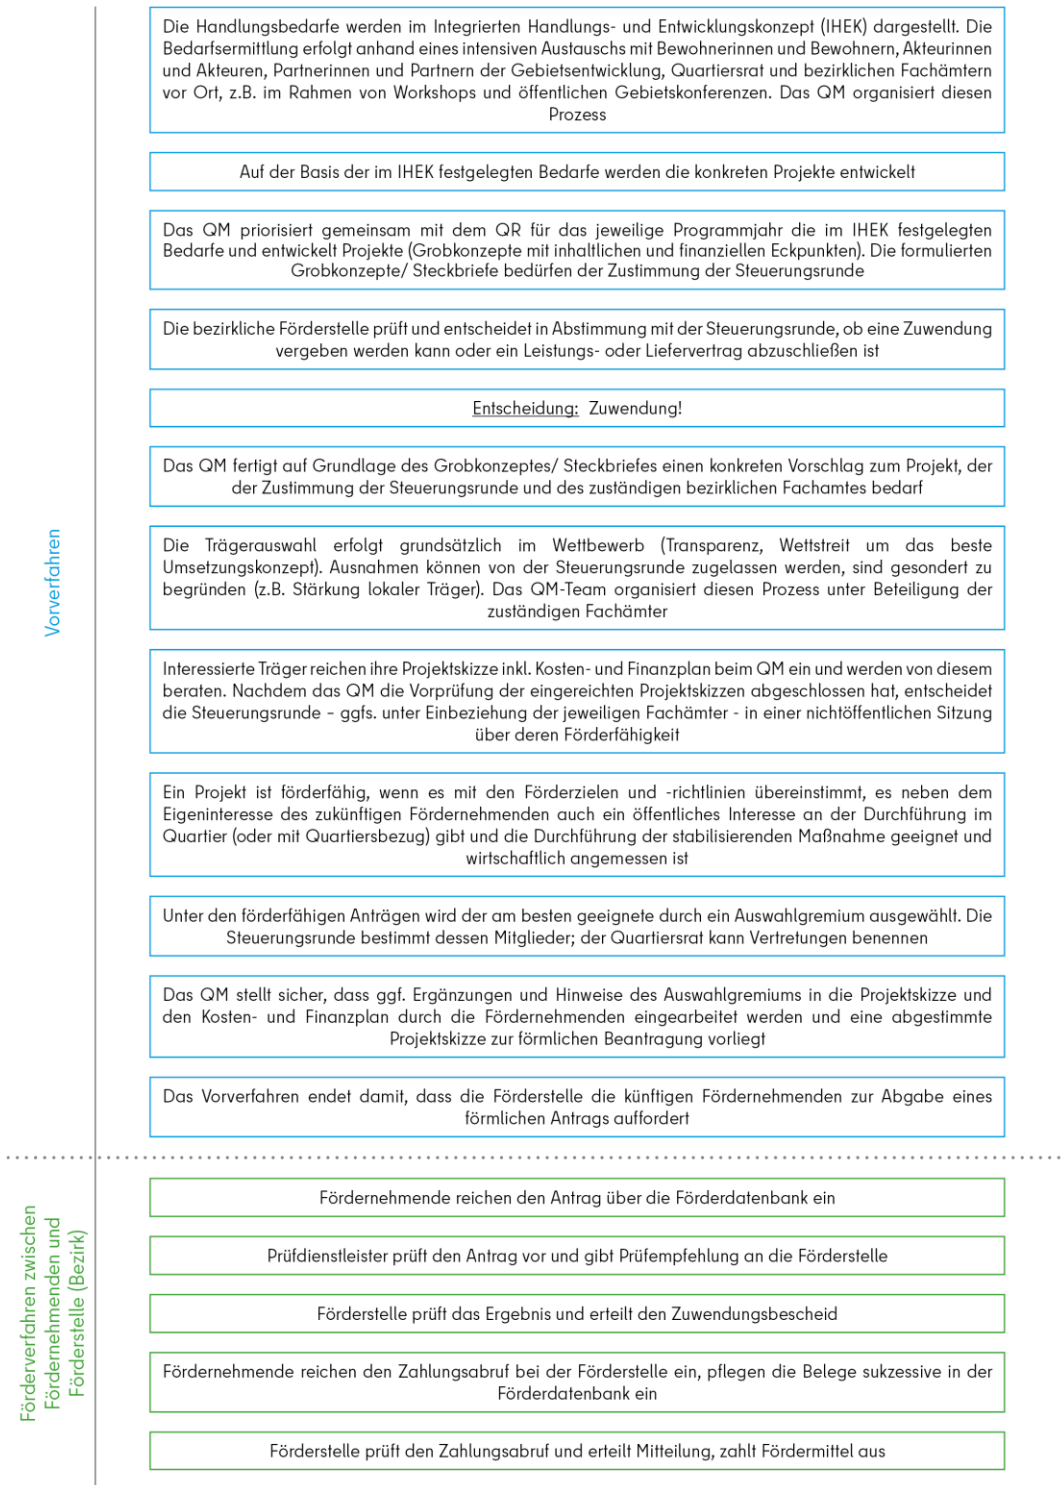 Die Handlungsbedarfe werden im Integrierten Handlungs- und Entwicklungskonzept (IHEK) dargestellt. Die
Bedarfsermittlung erfolgt anhand eines intensiven Austauschs mit Bewohnerinnen und Bewohnern, Akteurinnen
und Akteuren, Partnerinnen und Partnern der Gebietsentwicklung, Quartiersrat und bezirklichen Fachämtern
vor Ort, z.B. im Rahmen von Workshops und öffentlichen Gebietskonferenzen. Das QM organisiert diesen
Prozess
Auf der Basis der im IHEK festgelegten Bedarfe werden die konkreten Projekte entwickelt
Das QM priorisiert gemeinsam mit dem QR für das jeweilige Programmjahr die im IHEK festgelegten
Bedarfe und entwickelt Projekte (Grobkonzepte mit inhaltlichen und finanziellen Eckpunkten). Die formulierten
Grobkonzepte/ Steckbriefe bedürfen der Zustimmung der Steuerungsrunde
Die bezirkliche Förderstelle prüft und entscheidet in Abstimmung mit der Steuerungsrunde, ob eine Zuwendung
vergeben werden kann oder ein Leistungs- oder Liefervertrag abzuschließen ist
Entscheidung: Zuwendung!
Das QM fertigt auf Grundlage des Grobkonzeptes/ Steckbriefes einen konkreten Vorschlag zum Projekt, der
der Zustimmung der Steuerungsrunde und des zuständigen bezirklichen Fachamtes bedarf
Die Trägerauswahl erfolgt grundsätzlich im Wettbewerb (Transparenz, Wettstreit um das beste
Umsetzungskonzept). Ausnahmen können von der Steuerungsrunde zugelassen werden, sind gesondert zu
begründen (z.B. Stärkung lokaler Träger). Das QM-Team organisiert diesen Prozess unter Beteiligung der
zuständigen Fachämter
Interessierte Träger reichen ihre Projektskizze inkl. Kosten- und Finanzplan beim QM ein und werden von diesem
beraten. Nachdem das QM die Vorprüfung der eingereichten Projektskizzen abgeschlossen hat, entscheidet
die Steuerungsrunde – ggfs. unter Einbeziehung der jeweiligen Fachämter - in einer nichtöffentlichen Sitzung
über deren Förderfähigkeit
Ein Projekt ist förderfähig, wenn es mit den Förderzielen und -richtlinien übereinstimmt, es neben dem
Eigeninteresse des zukünftigen Fördernehmenden auch ein öffentliches Interesse an der Durchführung im
Quartier (oder mit Quartiersbezug) gibt und die Durchführung der stabilisierenden Maßnahme geeignet und
wirtschaftlich angemessen ist
Unter den förderfähigen Anträgen wird der am besten geeignete durch ein Auswahlgremium ausgewählt. Die
Steuerungsrunde bestimmt dessen Mitglieder; der Quartiersrat kann Vertretungen benennen
Das QM stellt sicher, dass ggf. Ergänzungen und Hinweise des Auswahlgremiums in die Projektskizze und
den Kosten- und Finanzplan durch die Fördernehmenden eingearbeitet werden und eine abgestimmte
Projektskizze zur förmlichen Beantragung vorliegt
Das Vorverfahren endet damit, dass die Förderstelle die künftigen Fördernehmenden zur Abgabe eines
förmlichen Antrags auffordert
Vorverfahren
Fördernehmende reichen den Antrag über die Förderdatenbank ein
Prüfdienstleister prüft den Antrag vor und gibt Prüfempfehlung an die Förderstelle
Förderstelle prüft das Ergebnis und erteilt den Zuwendungsbescheid
Fördernehmende reichen den Zahlungsabruf bei der Förderstelle ein, pflegen die Belege sukzessive in der
Förderdatenbank ein
Förderstelle prüft den Zahlungsabruf und erteilt Mitteilung, zahlt Fördermittel aus
Förderverfahren zwischen
Fördernehmenden und
Förderstelle (Bezirk)